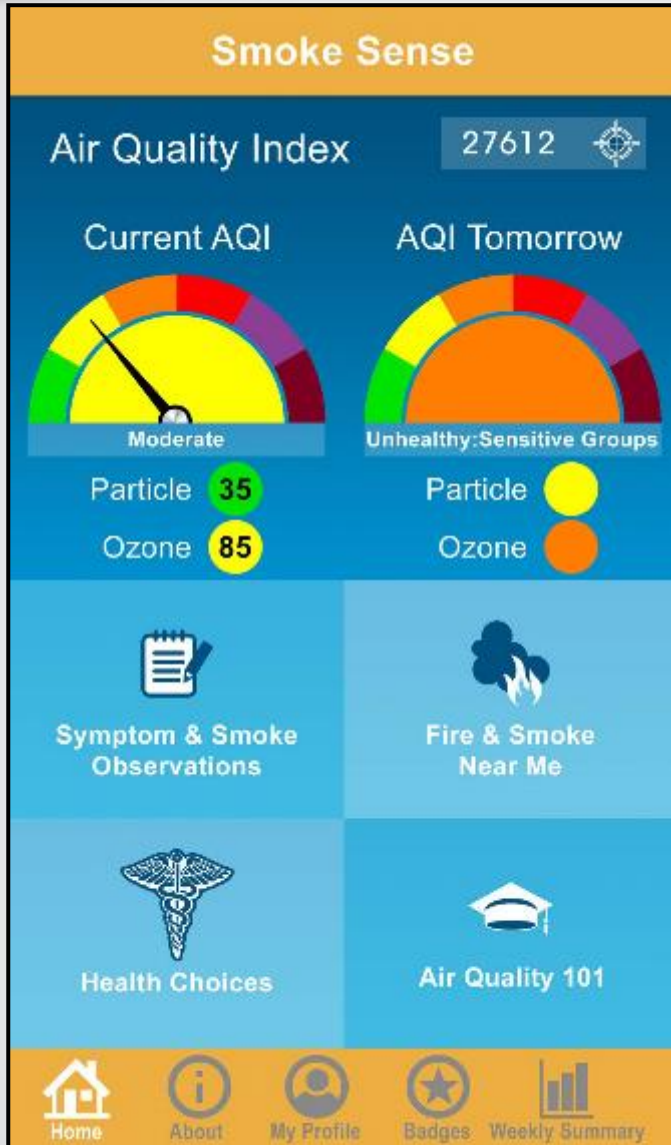 Smoke Sense
Air Quality Index
27612
Current AQI
AQI Tomorrow
Moderate
Unhealthy:Sensitive Groups
Particle 35
Particle
Ozone 85
Ozone
Symptom & Smoke
Observations
Fire & Smoke
Near Me
Health Choices
Air Quality 101
Home
About
My Profile
Badges
Weekly Summary